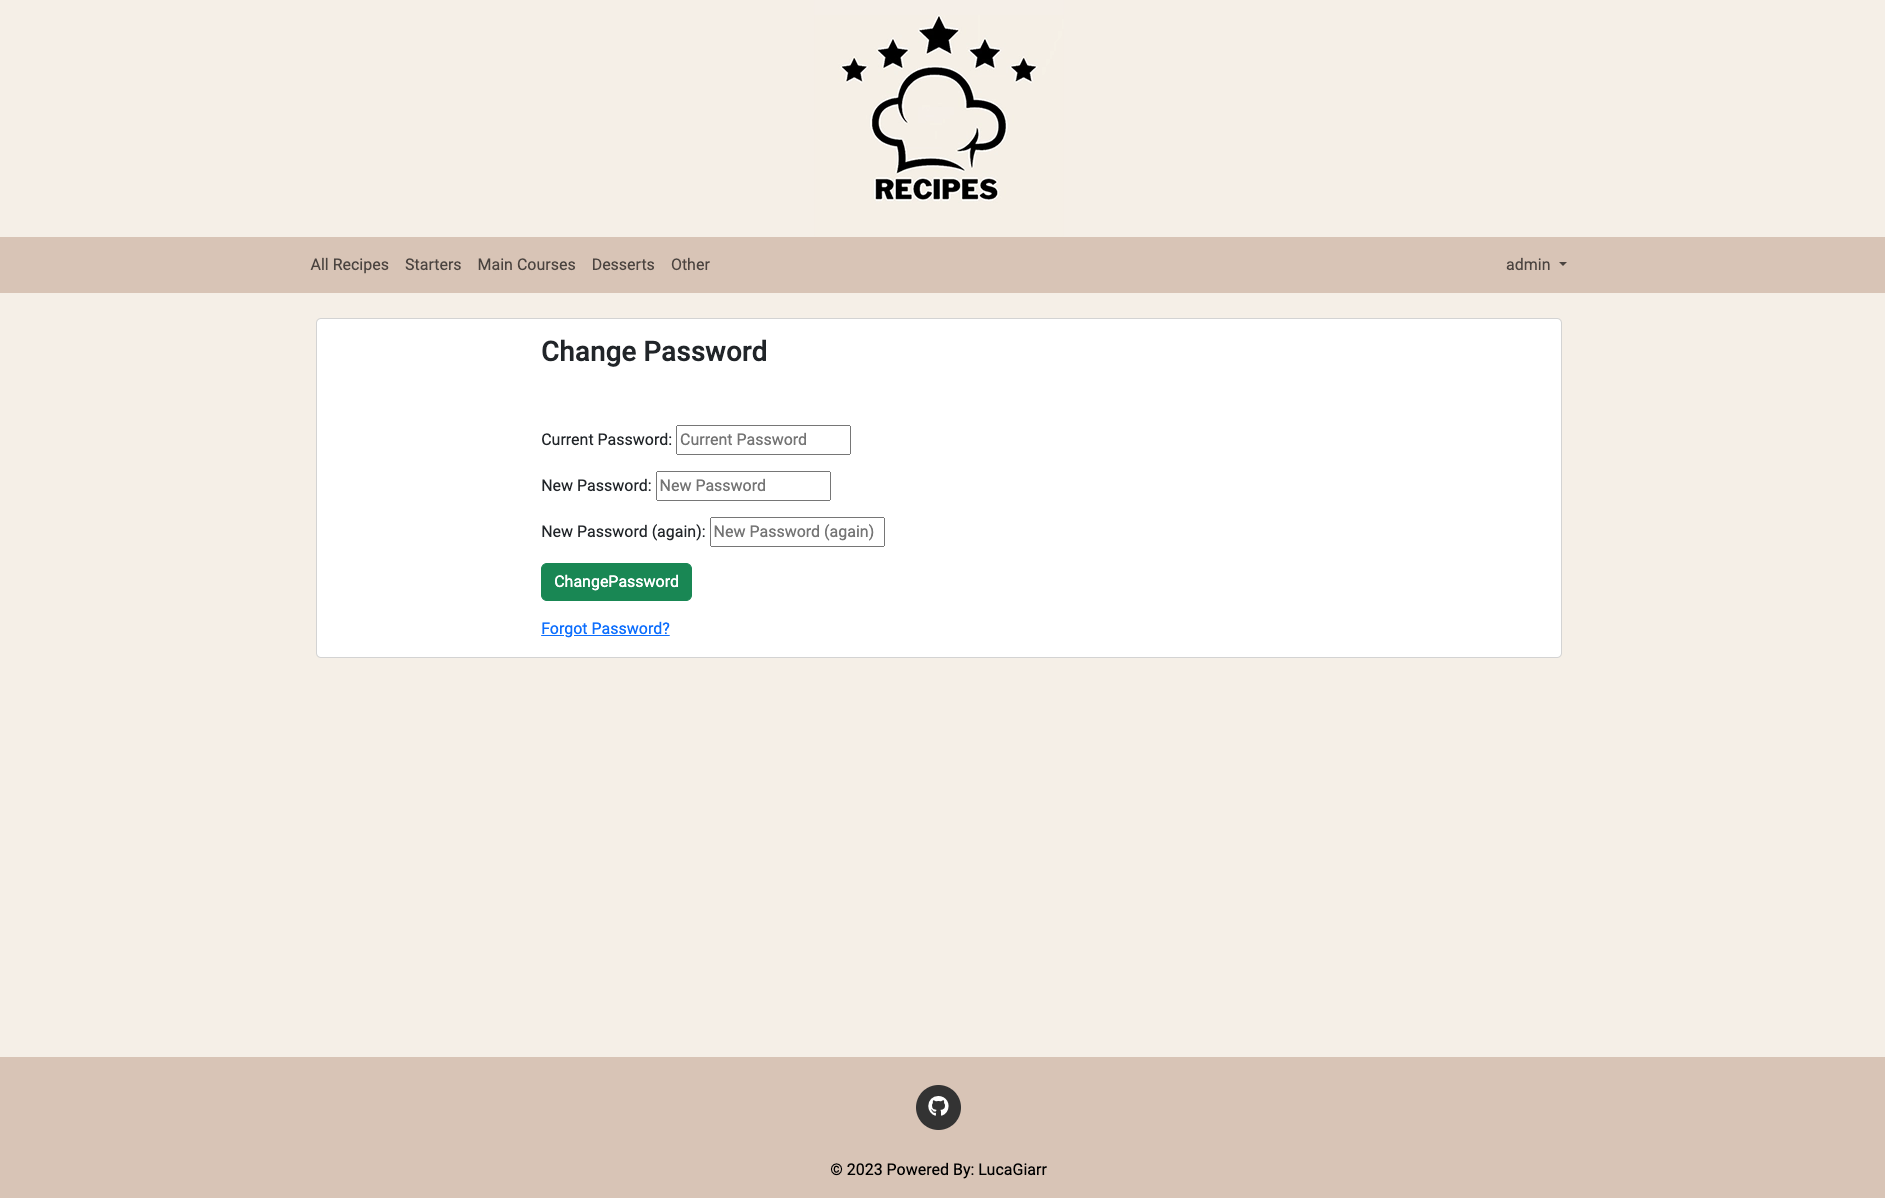 RECIPES
All Recipes Starters Main Courses Desserts Other admin
Change Password
Current Password: Current Password
New Password: New Password
New Password (again): New Password (again)
ChangePassword
Forgot Password?
© 2023 Powered By: LucaGiarr